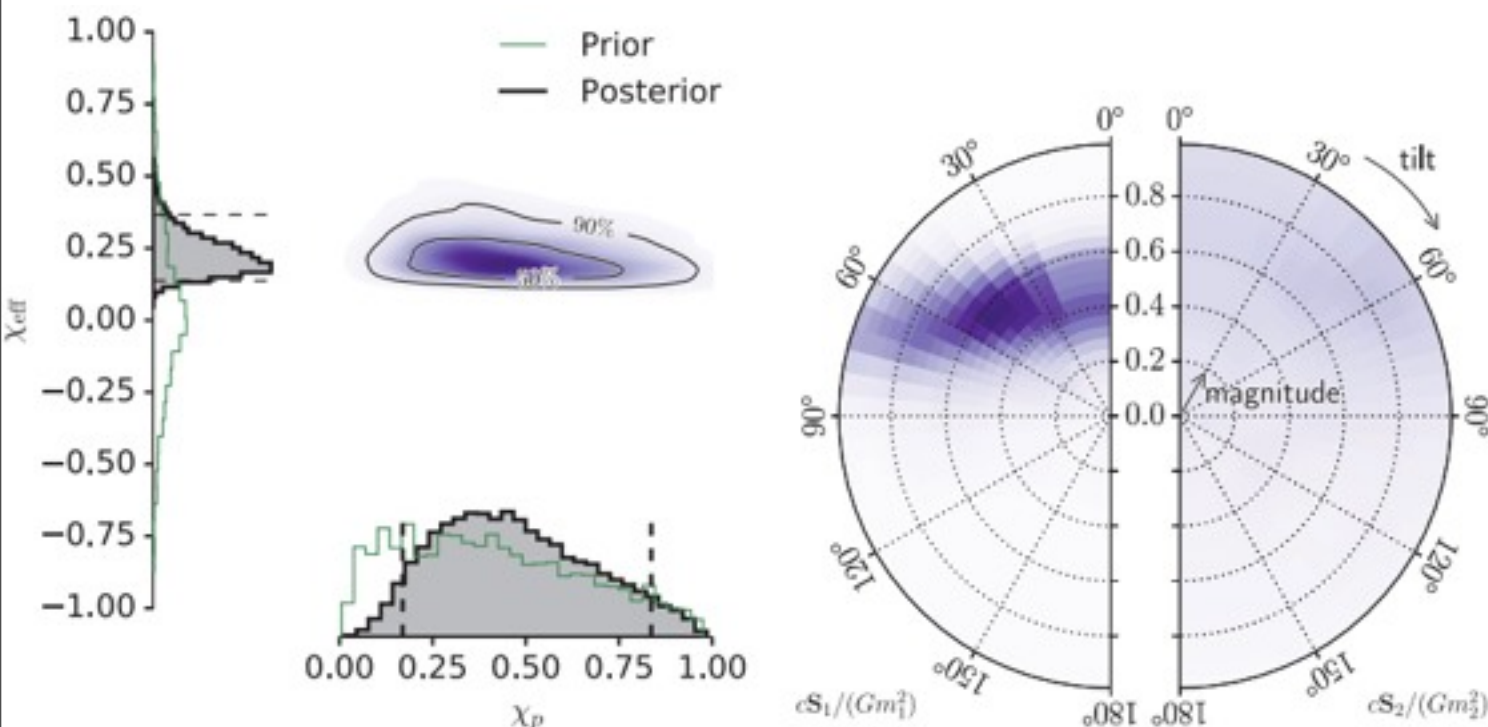 1.00
0.75
0.50
0.25
0.00
−0.25
−0.50
−0.75
−1.00
χeff
Prior
Posterior
90%
50%
0.00 0.25 0.50 0.75 1.00
χp
0° 0°
30° 30°
tilt
60° 60°
90° 90°
120° 120°
150° 150°
180° 180°
0.8
0.6
0.4
0.2
0.0
magnitude
cS₁/(Gm₁²)
cS₂/(Gm₂²)